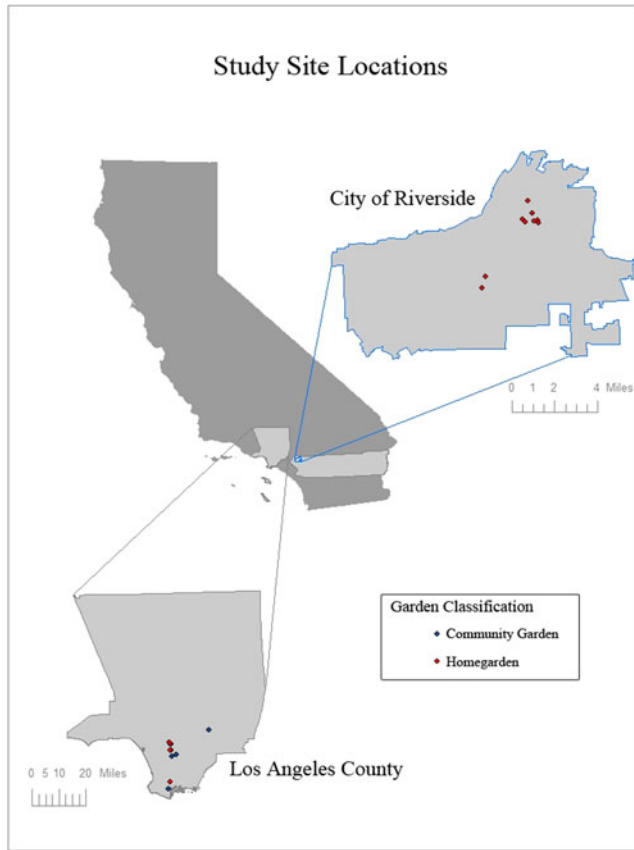 Study Site Locations
City of Riverside
0 1 2 4
Miles
Garden Classification
Community Garden
Homegarden
Los Angeles County
0 5 10 20 Miles